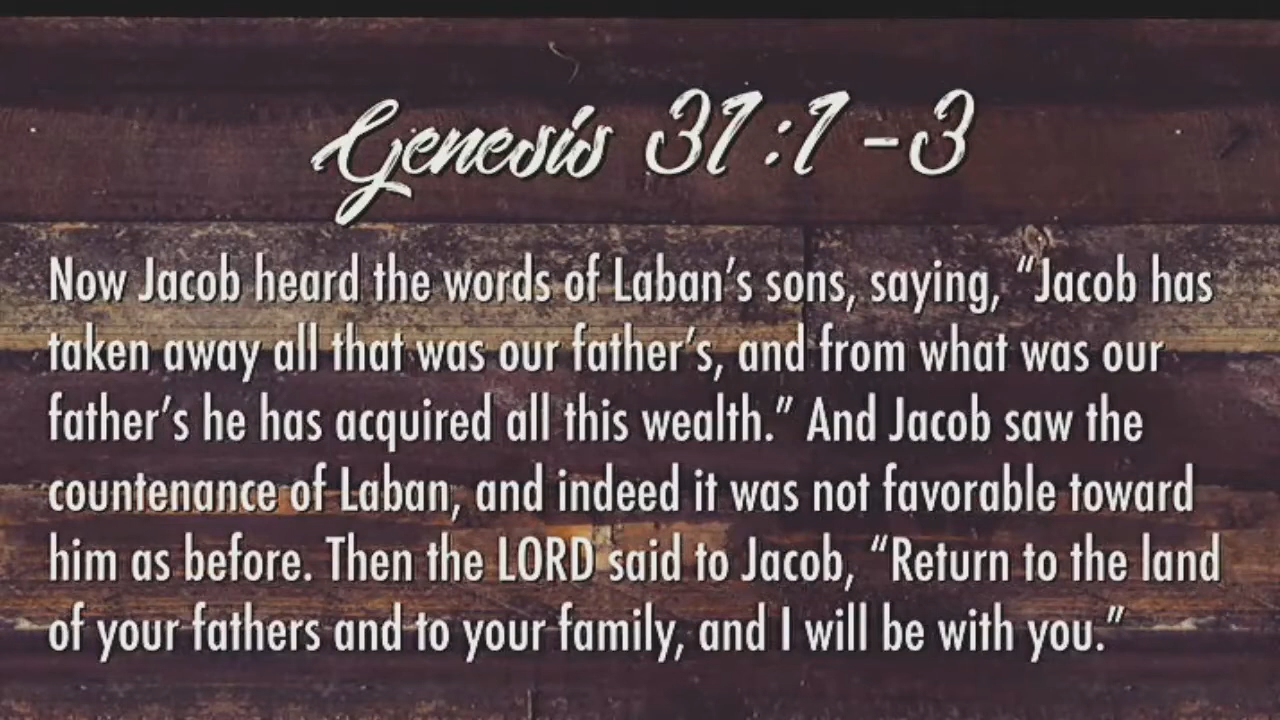 Genesis 31:1-3
Now Jacob heard the words of Laban’s sons, saying, “Jacob has
taken away all that was our father’s, and from what was our
father’s he has acquired all this wealth.” And Jacob saw the
countenance of Laban, and indeed it was not favorable toward
him as before. Then the LORD said to Jacob, “Return to the land
of your fathers and to your family, and I will be with you.”